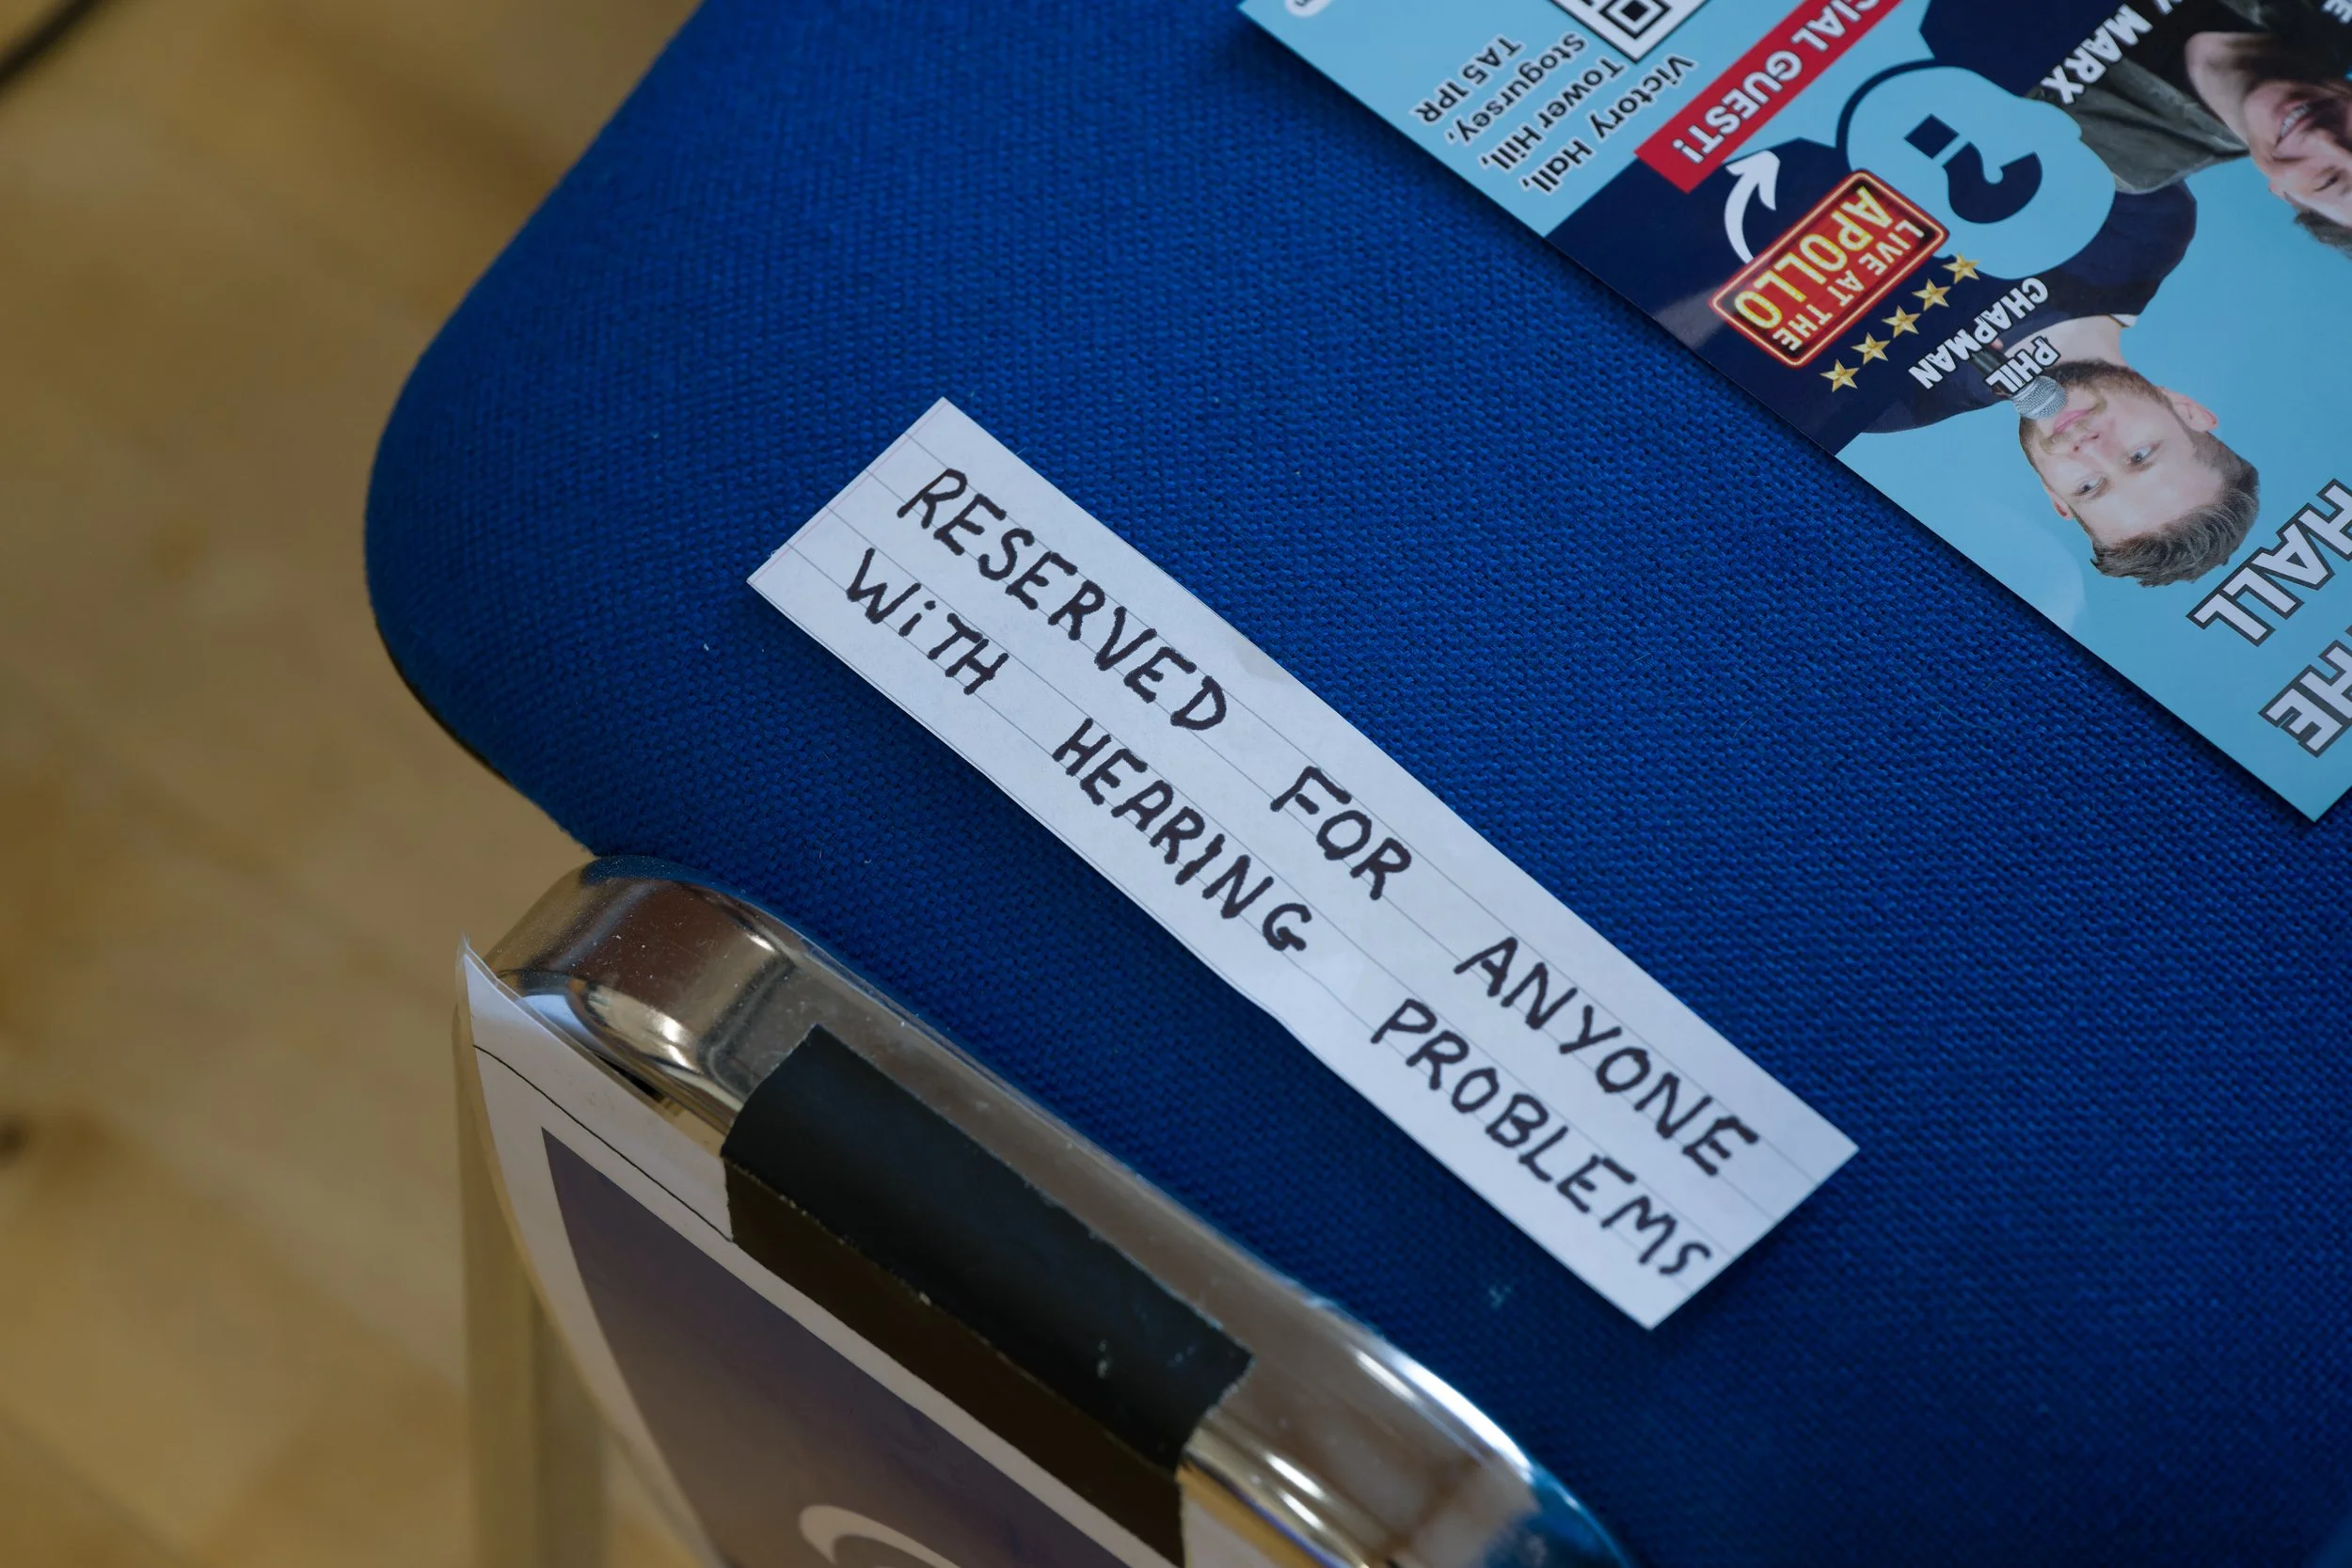 RESERVED FOR ANYONE
WiTH HEARING PROBLEMS
HALL
PHIL
CHAPMAN
LIVE AT THE
APOLLO
?!
MARX
GUEST!
Victory Hall,
Tower Hill,
Stogursey,
TA5 1PR